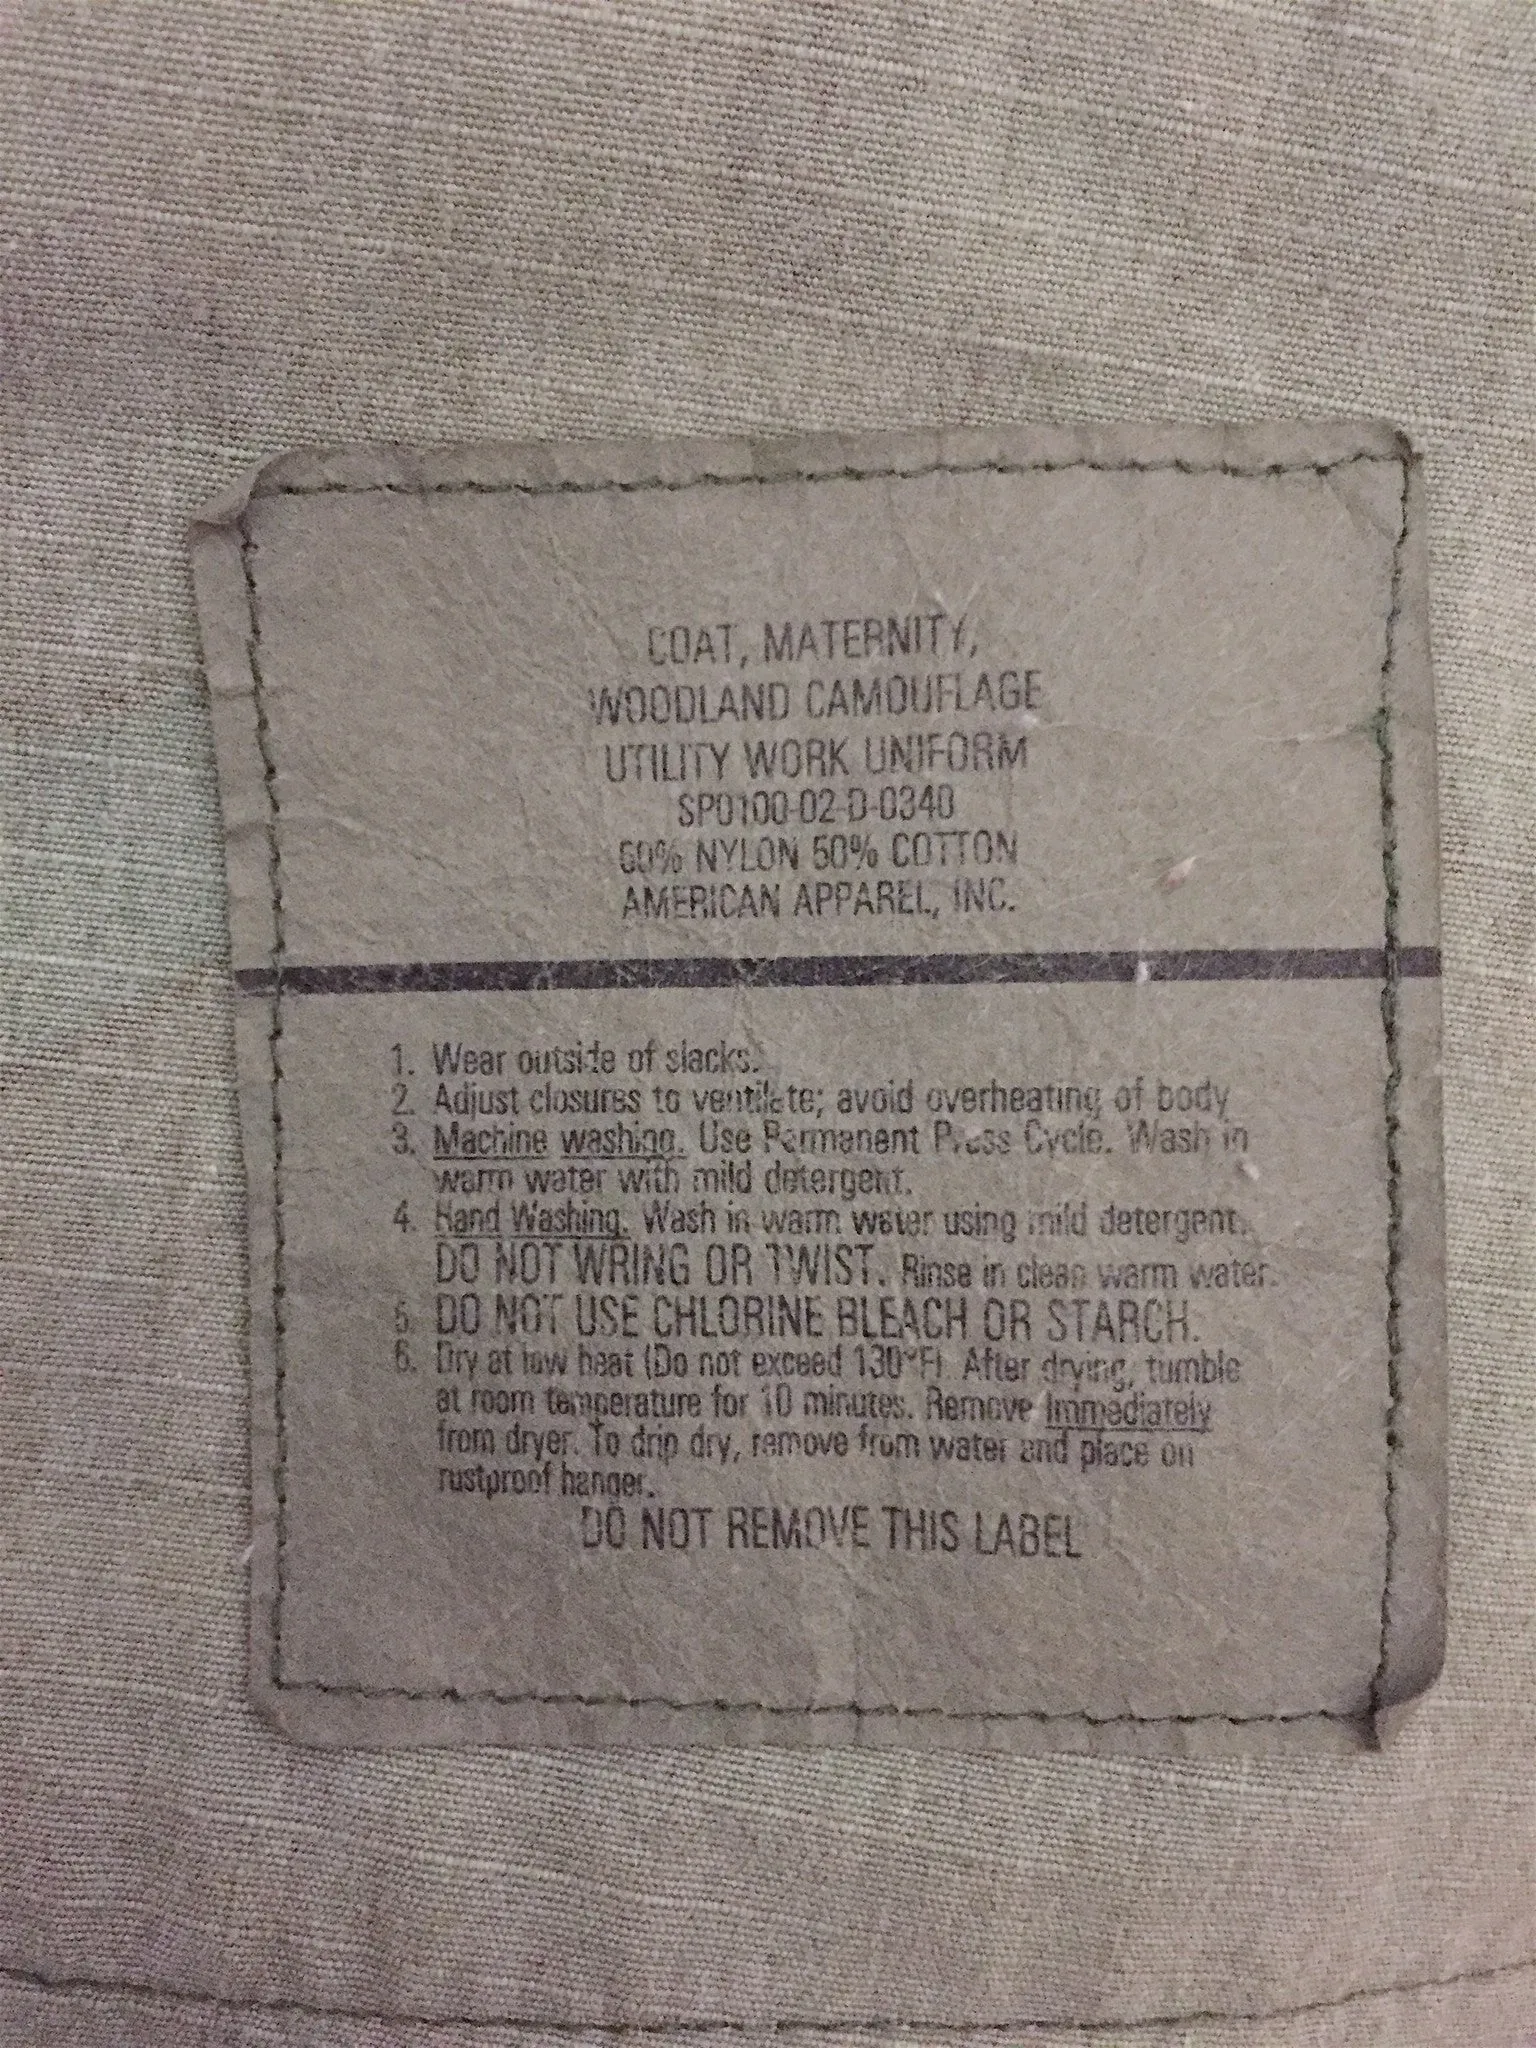 COAT, MATERNITY,
WOODLAND CAMOUFLAGE
UTILITY WORK UNIFORM
SP0100-02-D-0340
50% NYLON 50% COTTON
AMERICAN APPAREL, INC.
1. Wear outside of slacks.
2. Adjust closures to ventilate; avoid overheating of body
3. Machine washing. Use Permanent Press Cycle. Wash in
warm water with mild detergent.
4. Hand Washing. Wash in warm water using mild detergent.
DO NOT WRING OR TWIST. Rinse in clean warm water.
5. DO NOT USE CHLORINE BLEACH OR STARCH.
6. Dry at low heat (Do not exceed 130°F). After drying, tumble
at room temperature for 10 minutes. Remove Immediately
from dryer. To drip dry, remove from water and place on
rustproof hanger.
DO NOT REMOVE THIS LABEL